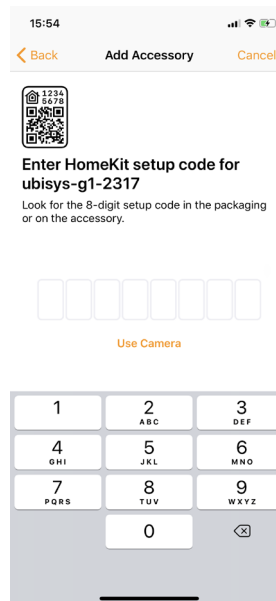 15:54
Back
Add Accessory
Cancel
1234
5678
Enter HomeKit setup code for
ubisys-g1-2317
Look for the 8-digit setup code in the packaging
or on the accessory.
Use Camera
1
2
3
ABC
DEF
4
5
6
GHI
JKL
MNO
7
8
9
PQRS
TUV
WXYZ
0